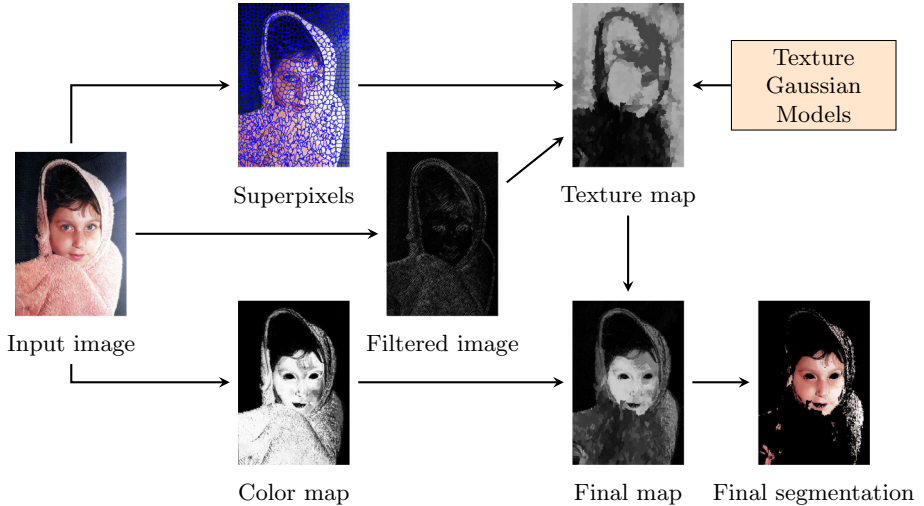 Texture
Gaussian
Models
Superpixels
Texture map
Input image
Filtered image
Color map
Final map
Final segmentation